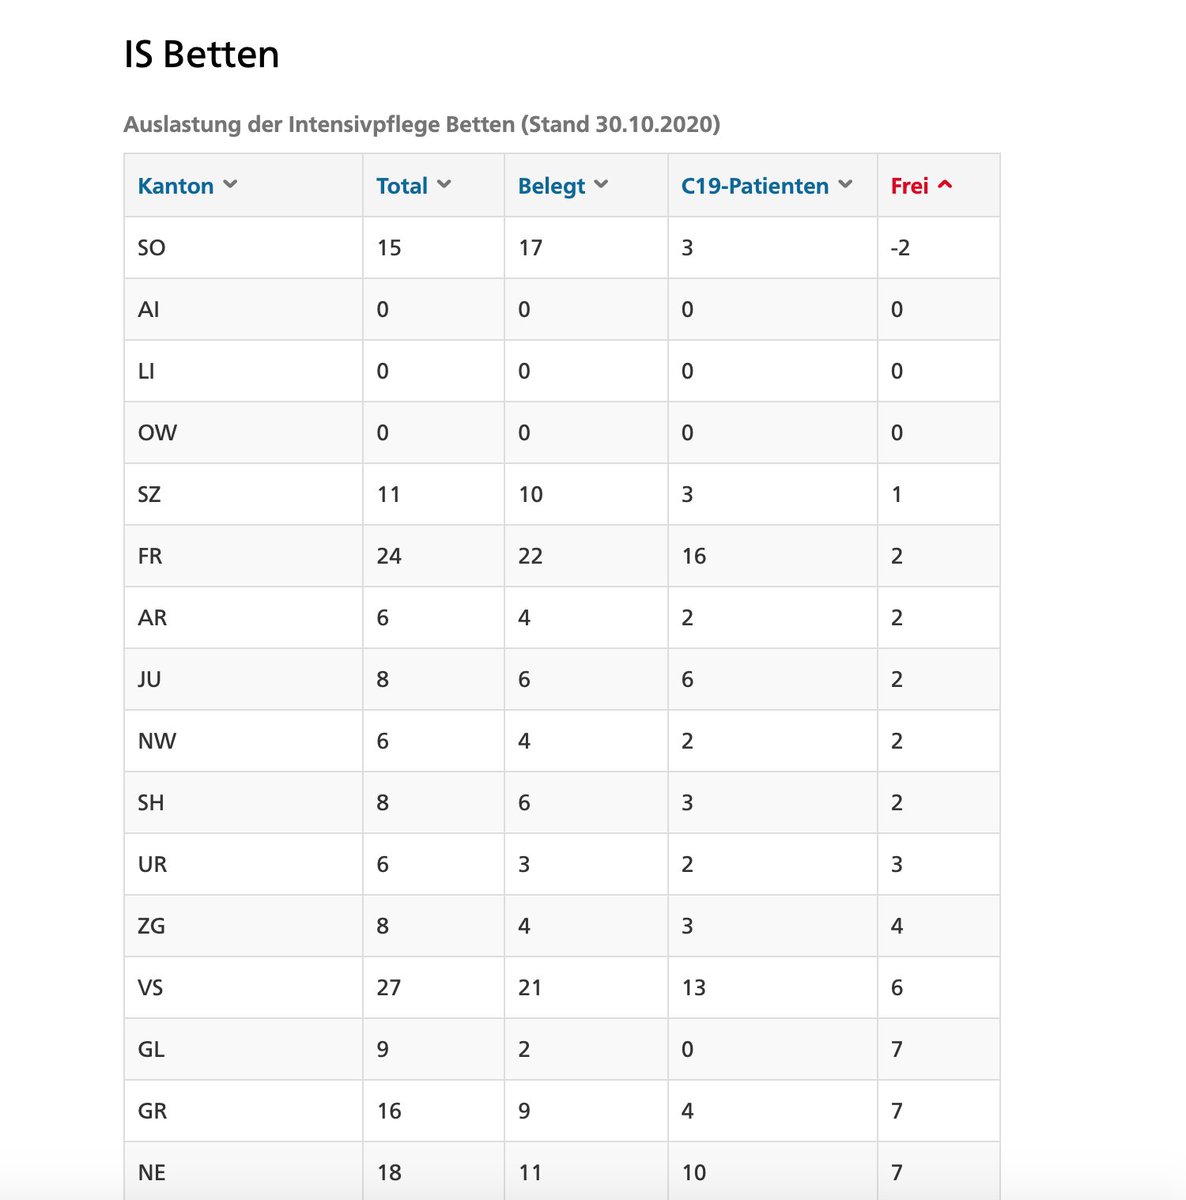 IS Betten
Auslastung der Intensivpflege Betten (Stand 30.10.2020)
Kanton Total Belegt C19-Patienten Frei
SO 15 17 3 -2
AI 0 0 0 0
LI 0 0 0 0
OW 0 0 0 0
SZ 11 10 3 1
FR 24 22 16 2
AR 6 4 2 2
JU 8 6 6 2
NW 6 4 2 2
SH 8 6 3 2
UR 6 3 2 3
ZG 8 4 3 4
VS 27 21 13 6
GL 9 2 0 7
GR 16 9 4 7
NE 18 11 10 7